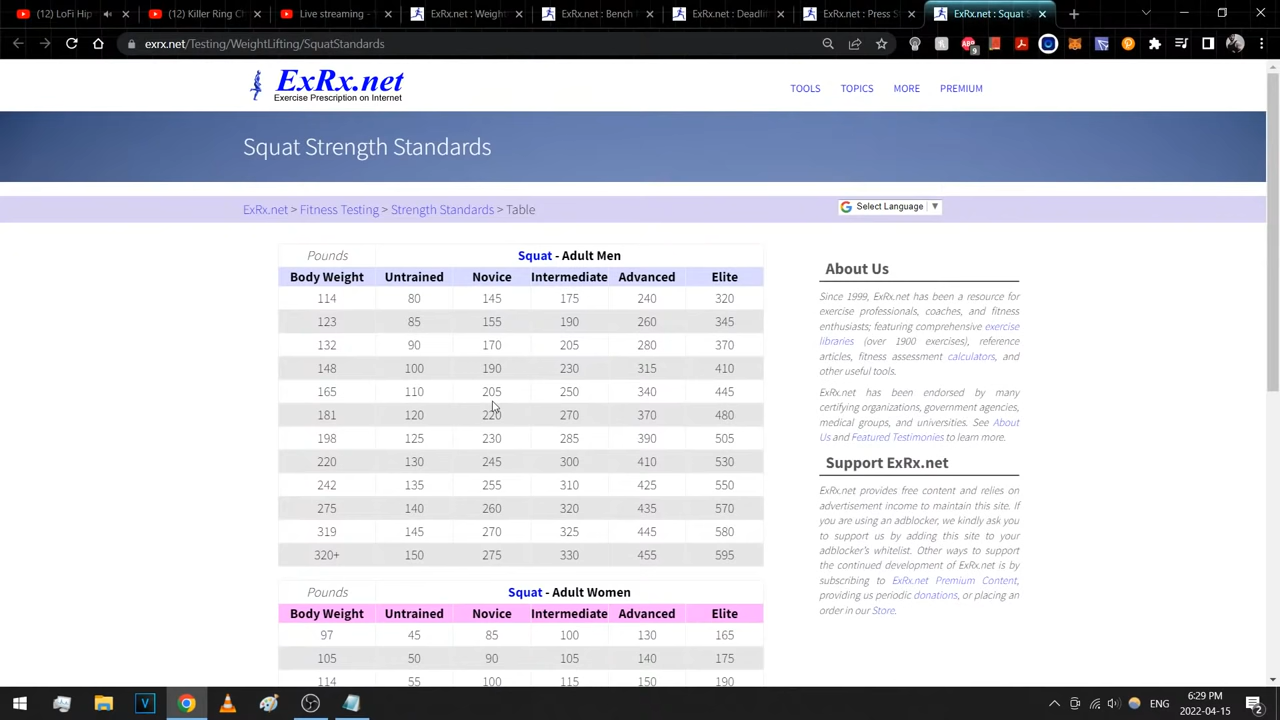 (12) LoFi Hip
(12) Killer Ring C
Live streaming -
ExRx.net : Weigh
ExRx.net : Bench
ExRx.net : Deadli
ExRx.net : Press S
ExRx.net : Squat S
exrx.net/Testing/WeightLifting/SquatStandards
9
ExRx.net
Exercise Prescription on Internet
TOOLS TOPICS MORE PREMIUM
Squat Strength Standards
ExRx.net > Fitness Testing > Strength Standards > Table
Select Language ▼
Pounds Squat - Adult Men
Body Weight Untrained Novice Intermediate Advanced Elite
114 80 145 175 240 320
123 85 155 190 260 345
132 90 170 205 280 370
148 100 190 230 315 410
165 110 205 250 340 445
181 120 220 270 370 480
198 125 230 285 390 505
220 130 245 300 410 530
242 135 255 310 425 550
275 140 260 320 435 570
319 145 270 325 445 580
320+ 150 275 330 455 595
Pounds Squat - Adult Women
Body Weight Untrained Novice Intermediate Advanced Elite
97 45 85 100 130 165
105 50 90 105 140 175
114 55 100 115 150 190
About Us
Since 1999, ExRx.net has been a resource for
exercise professionals, coaches, and fitness
enthusiasts; featuring comprehensive exercise
libraries (over 1900 exercises), reference
articles, fitness assessment calculators, and
other useful tools.
ExRx.net has been endorsed by many
certifying organizations, government agencies,
medical groups, and universities. See About
Us and Featured Testimonies to learn more.
Support ExRx.net
ExRx.net provides free content and relies on
advertisement income to maintain this site. If
you are using an adblocker, we kindly ask you
to support us by adding this site to your
adblocker's whitelist. Other ways to support
the continued development of ExRx.net is by
subscribing to ExRx.net Premium Content,
providing us periodic donations, or placing an
order in our Store.
ENG
6:29 PM
2022-04-15
2